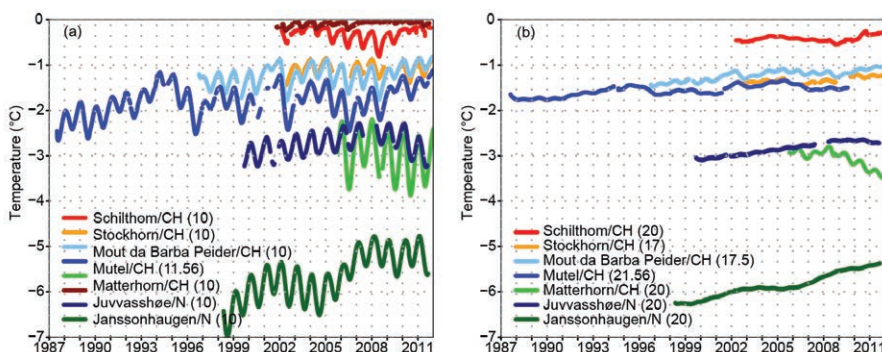 (a)
Temperature (°C)
0
−1
−2
−3
−4
−5
−6
−7
Schilthom/CH (10)
Stockhorn/CH (10)
Mout da Barba Peider/CH (10)
Mutel/CH (11.56)
Matterhorn/CH (10)
Juvvasshøe/N (10)
Janssonhaugen/N (10)
1987 1990 1993 1996 1999 2002 2005 2008 2011
(b)
Temperature (°C)
0
−1
−2
−3
−4
−5
−6
−7
Schilthom/CH (20)
Stockhorn/CH (17)
Mout da Barba Peider/CH (17.5)
Mutel/CH (21.56)
Matterhorn/CH (20)
Juvvasshøe/N (20)
Janssonhaugen/N (20)
1987 1990 1993 1996 1999 2002 2005 2008 2011